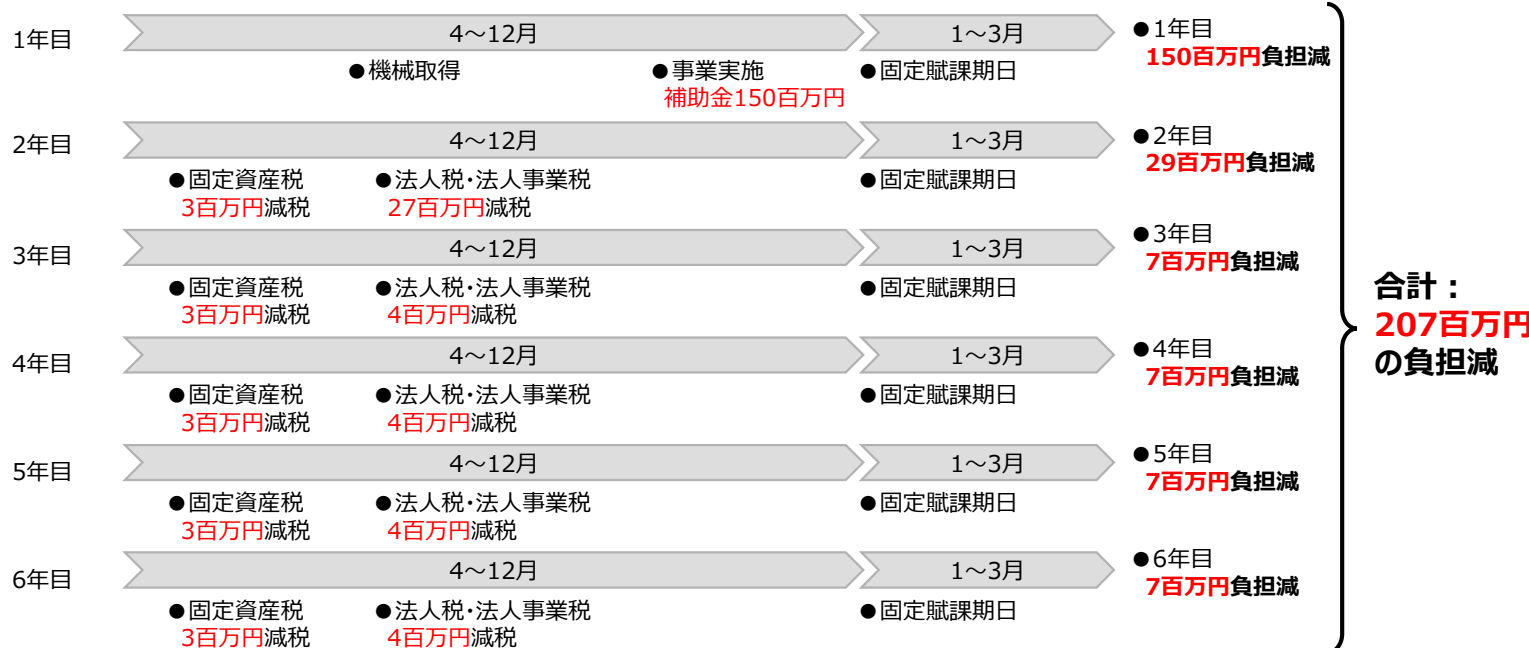 1年目
4～12月
1～3月
●機械取得
●事業実施
補助金150百万円
●固定賦課期日
●1年目
150百万円負担減
2年目
4～12月
1～3月
●固定資産税
3百万円減税
●法人税・法人事業税
27百万円減税
●固定賦課期日
●2年目
29百万円負担減
3年目
4～12月
1～3月
●固定資産税
3百万円減税
●法人税・法人事業税
4百万円減税
●固定賦課期日
●3年目
7百万円負担減
4年目
4～12月
1～3月
●固定資産税
3百万円減税
●法人税・法人事業税
4百万円減税
●固定賦課期日
●4年目
7百万円負担減
5年目
4～12月
1～3月
●固定資産税
3百万円減税
●法人税・法人事業税
4百万円減税
●固定賦課期日
●5年目
7百万円負担減
6年目
4～12月
1～3月
●固定資産税
3百万円減税
●法人税・法人事業税
4百万円減税
●固定賦課期日
●6年目
7百万円負担減
合計：
207百万円
の負担減